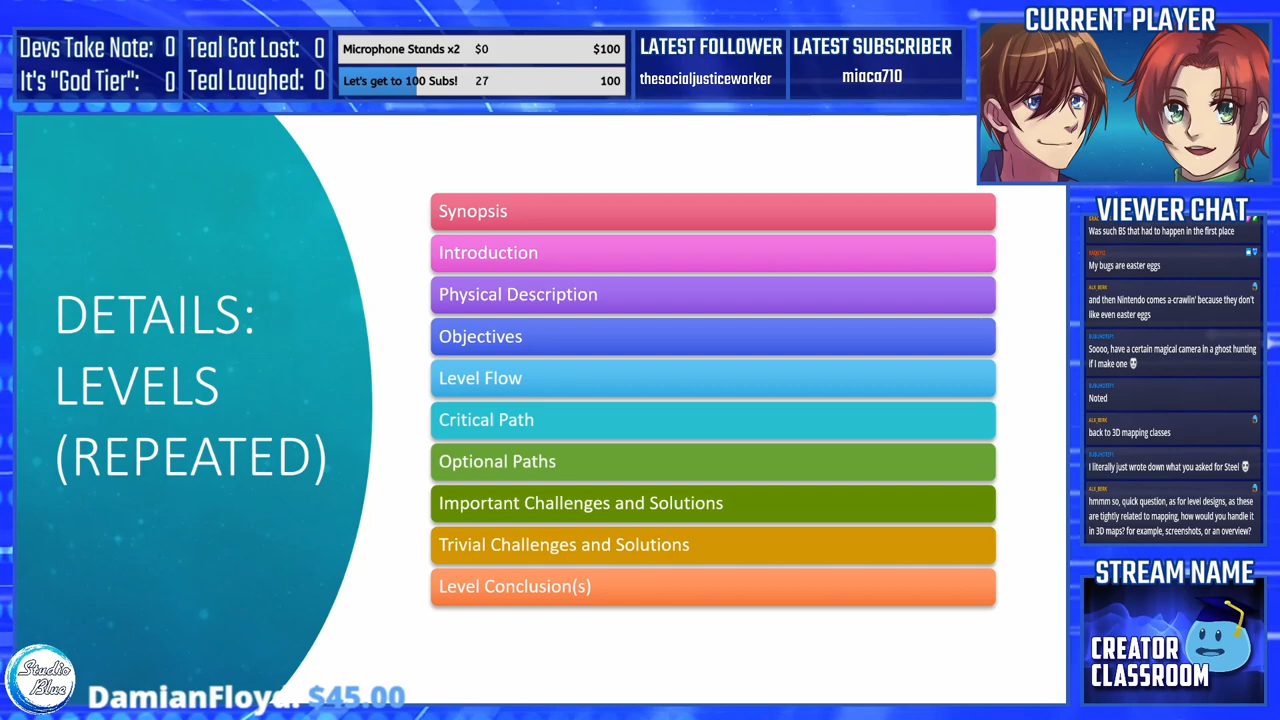 Devs Take Note: 0
It's "God Tier": 0
Teal Got Lost: 0
Teal Laughed: 0
Microphone Stands x2 $0 $100
Let's get to 100 Subs! 27 100
LATEST FOLLOWER
thesocialjusticeworker
LATEST SUBSCRIBER
miaca710
CURRENT PLAYER
DETAILS:
LEVELS
(REPEATED)
Synopsis
Introduction
Physical Description
Objectives
Level Flow
Critical Path
Optional Paths
Important Challenges and Solutions
Trivial Challenges and Solutions
Level Conclusion(s)
VIEWER CHAT
Was such BS that had to happen in the first place
My bugs are easter eggs
ALX_BERK
and then Nintendo comes a-crawlin' because they don't
like even easter eggs
Soooo, have a certain magical camera in a ghost hunting
if I make one
Noted
ALX_BERK
back to 3D mapping classes
I literally just wrote down what you asked for Steel
ALX_BERK
hmmm so, quick question, as for level designs, as these
are tightly related to mapping, how would you handle it
in 3D maps? for example, screenshots, or an overview?
STREAM NAME
CREATOR
CLASSROOM
Studio
Blue
DamianFloyd: $45.00